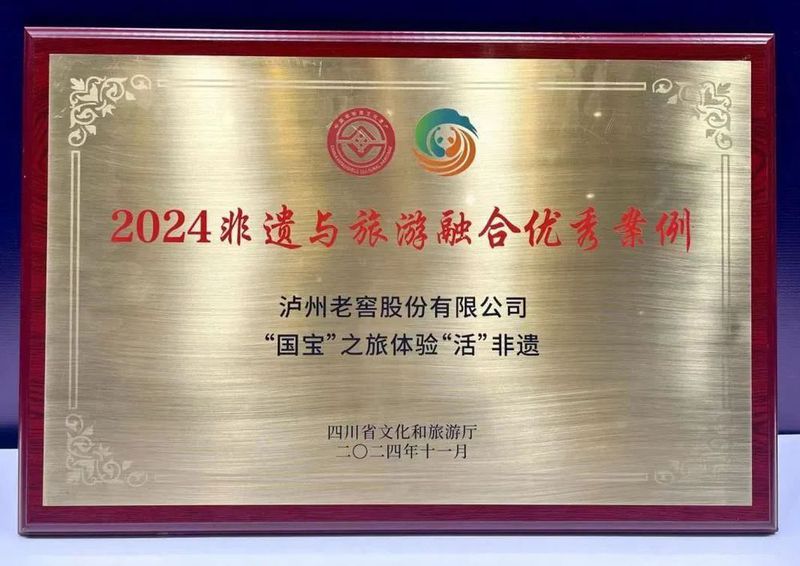 2024非遗与旅游融合优秀案例
泸州老窖股份有限公司
“国宝”之旅体验“活”非遗
四川省文化和旅游厅
二〇二四年十一月